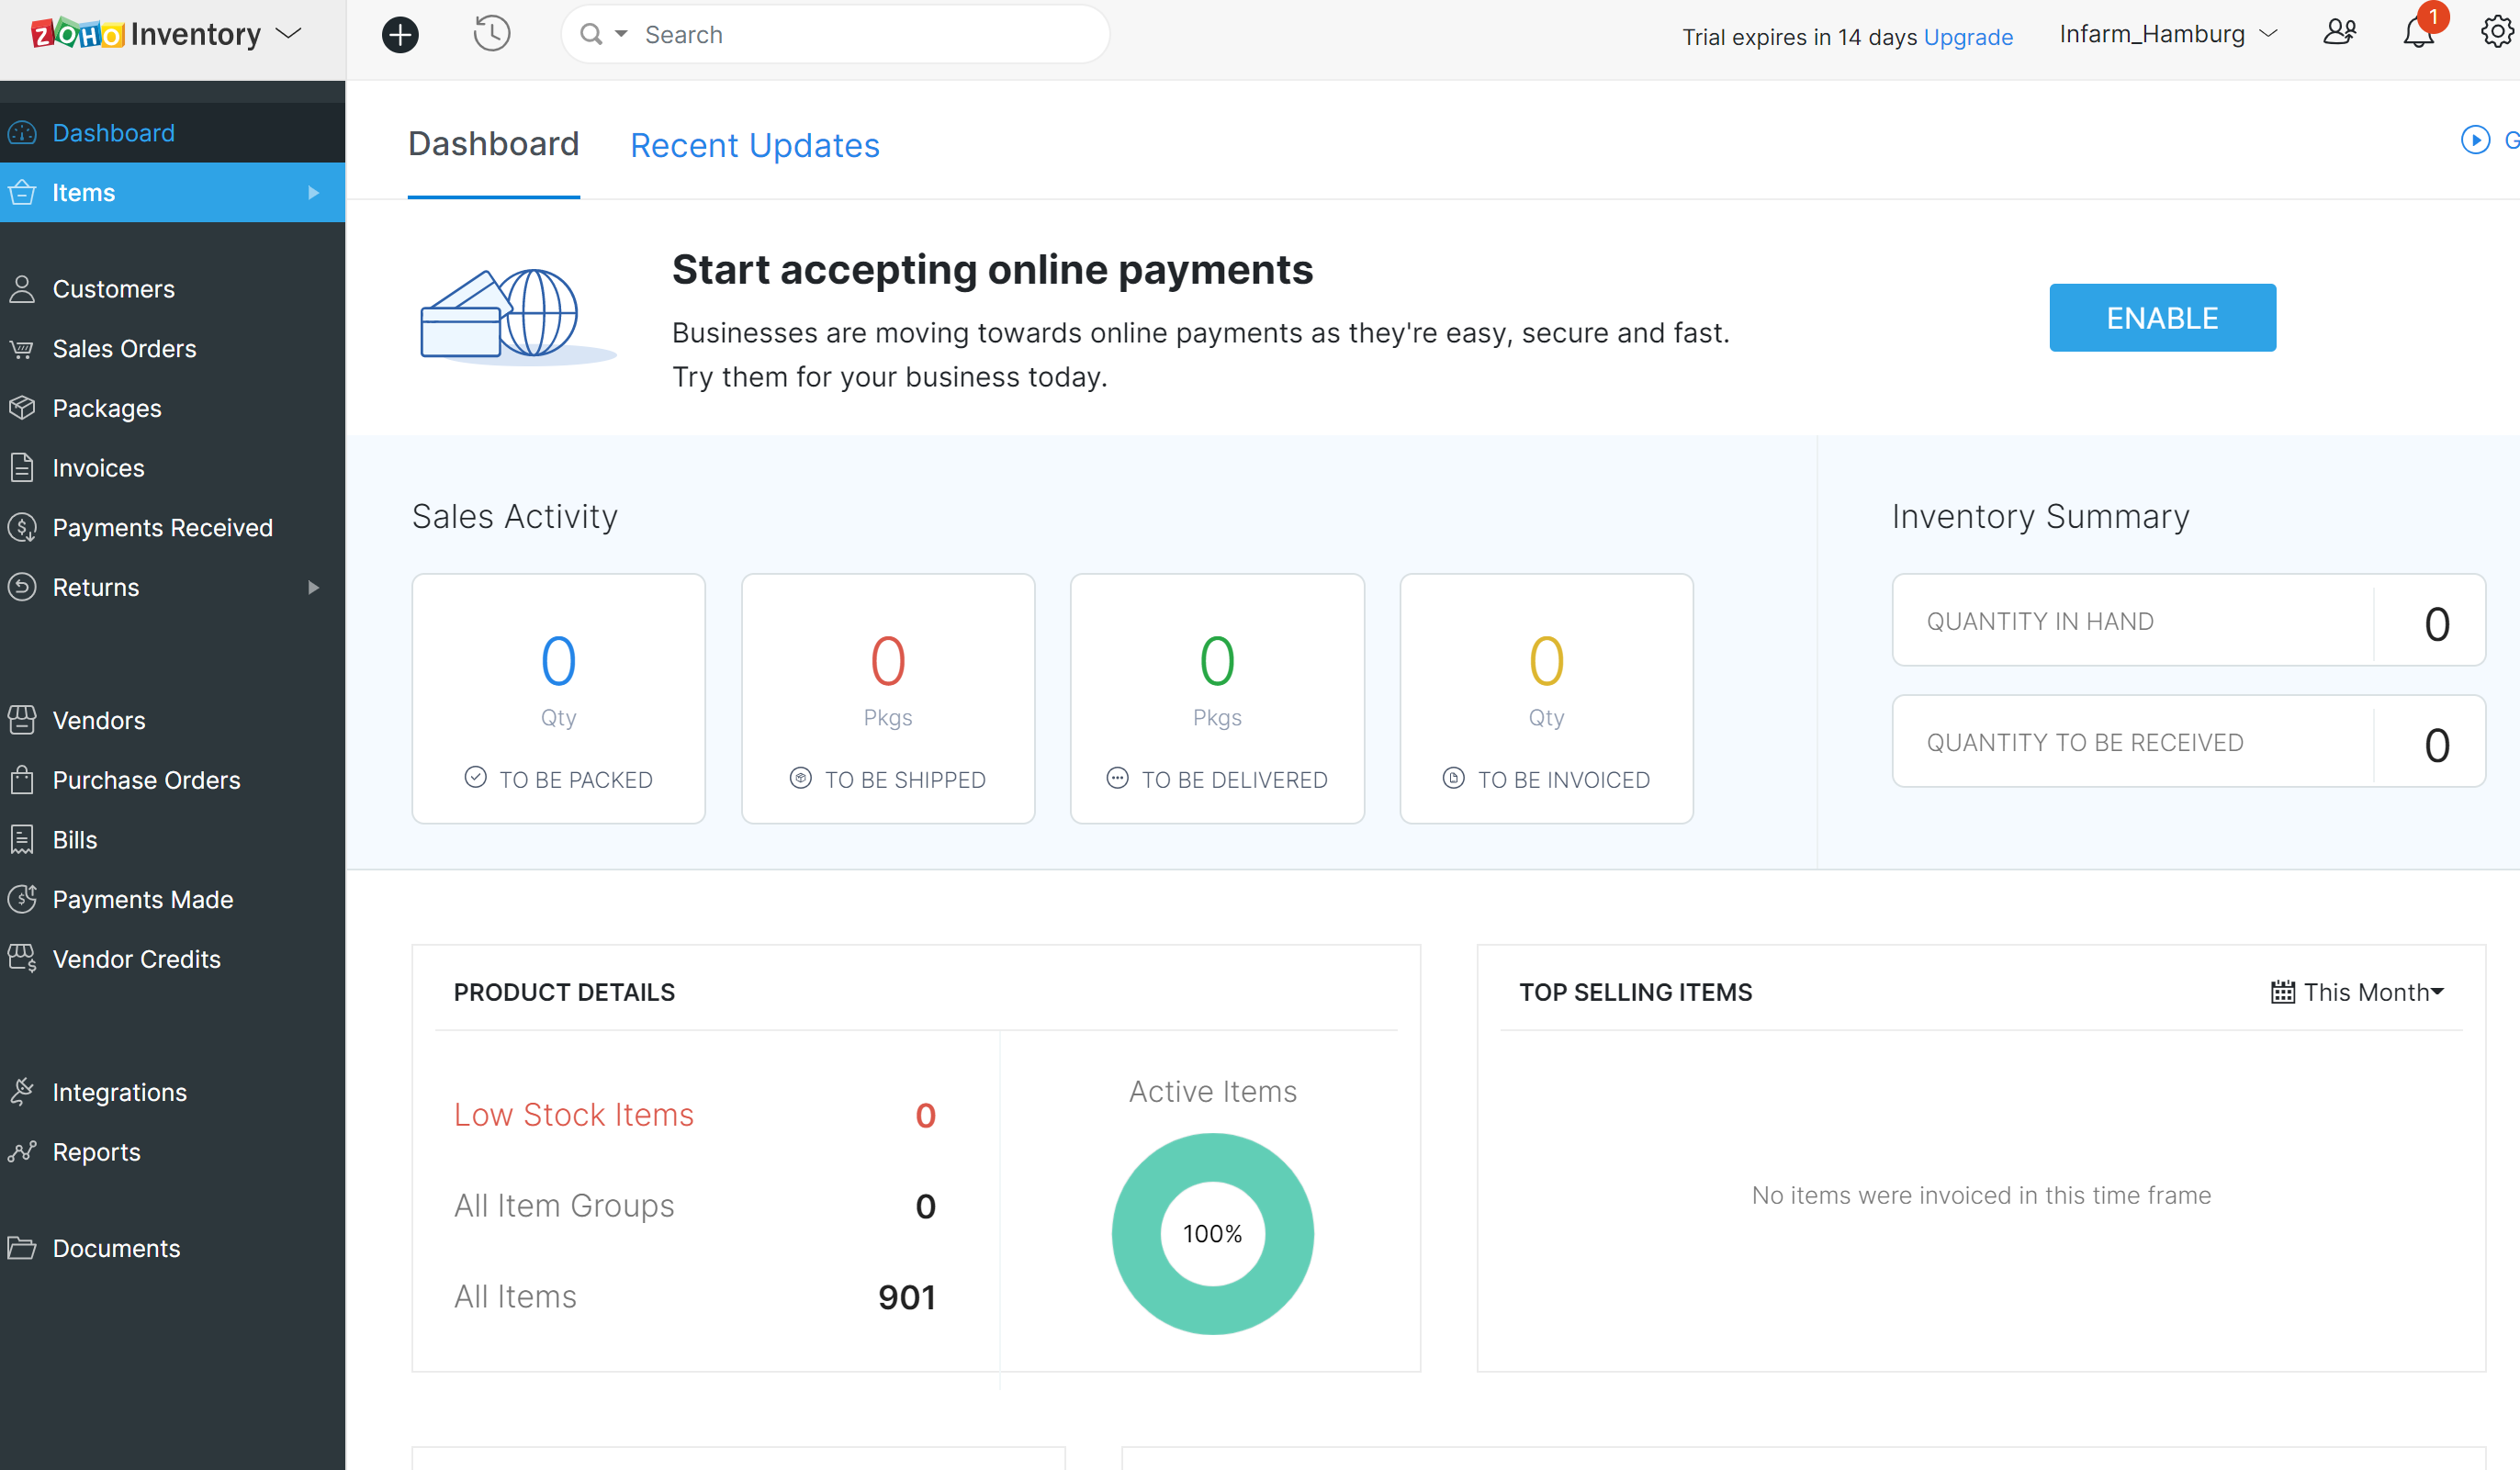 ZOHO Inventory
Search
Trial expires in 14 days Upgrade
Infarm_Hamburg
1
Dashboard
Items
Customers
Sales Orders
Packages
Invoices
Payments Received
Returns
Vendors
Purchase Orders
Bills
Payments Made
Vendor Credits
Integrations
Reports
Documents
Dashboard
Recent Updates
G
Start accepting online payments
Businesses are moving towards online payments as they're easy, secure and fast.
Try them for your business today.
ENABLE
Sales Activity
0
Qty
TO BE PACKED
0
Pkgs
TO BE SHIPPED
0
Pkgs
TO BE DELIVERED
0
Qty
TO BE INVOICED
Inventory Summary
QUANTITY IN HAND 0
QUANTITY TO BE RECEIVED 0
PRODUCT DETAILS
Low Stock Items 0
All Item Groups 0
All Items 901
Active Items
100%
TOP SELLING ITEMS
This Month
No items were invoiced in this time frame